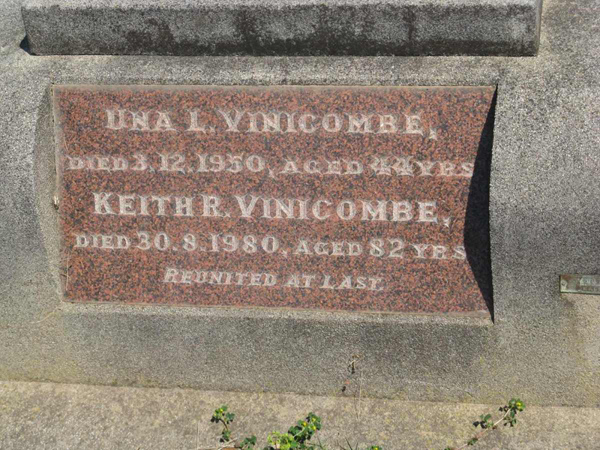 UNA L. VINICOMBE,
DIED 3.12.1950, AGED 44 YRS
KEITH R. VINICOMBE,
DIED 30.8.1980, AGED 82 YRS
REUNITED AT LAST.